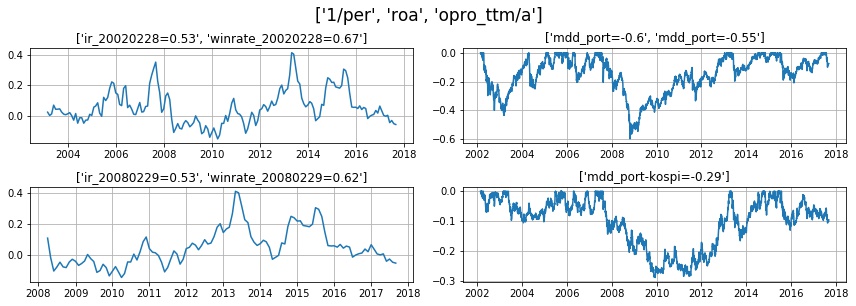 ['1/per', 'roa', 'opro_ttm/a']
['ir_20020228=0.53', 'winrate_20020228=0.67']
0.4
0.2
0.0
2004 2006 2008 2010 2012 2014 2016 2018
['mdd_port=-0.6', 'mdd_port=-0.55']
0.0
−0.2
−0.4
−0.6
2002 2004 2006 2008 2010 2012 2014 2016 2018
['ir_20080229=0.53', 'winrate_20080229=0.62']
0.4
0.2
0.0
2008 2009 2010 2011 2012 2013 2014 2015 2016 2017 2018
['mdd_port-kospi=-0.29']
0.0
−0.1
−0.2
−0.3
2002 2004 2006 2008 2010 2012 2014 2016 2018